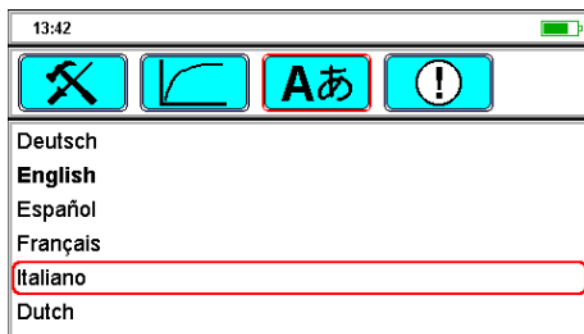 13:42
Aあ !
Deutsch
English
Español
Français
Italiano
Dutch